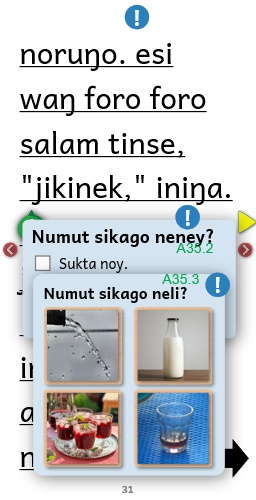 noruŋo. esi
waŋ foro foro
salam tinse,
"jikinek," iniŋa.
Numut sikago neney?
A35.2
Sukta noy.
A35.3
Numut sikago neli?
31